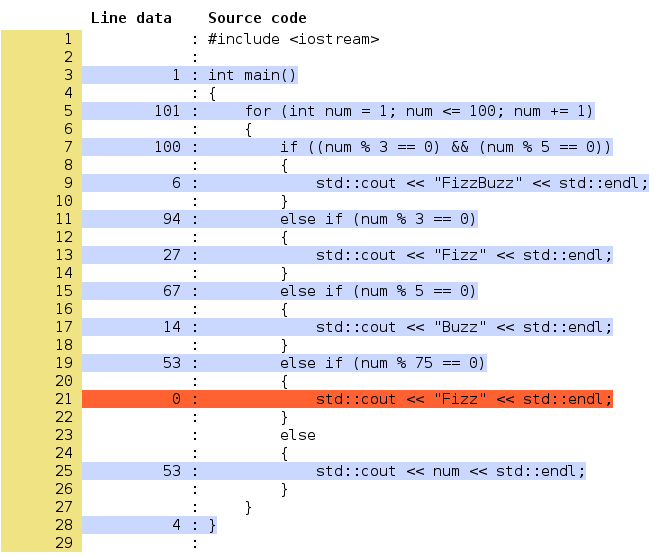 Line data Source code
1 : #include <iostream>
2 :
3 1 : int main()
4 : {
5 101 : for (int num = 1; num <= 100; num += 1)
6 : {
7 100 : if ((num % 3 == 0) && (num % 5 == 0))
8 : {
9 6 : std::cout << "FizzBuzz" << std::endl;
10 : }
11 94 : else if (num % 3 == 0)
12 : {
13 27 : std::cout << "Fizz" << std::endl;
14 : }
15 67 : else if (num % 5 == 0)
16 : {
17 14 : std::cout << "Buzz" << std::endl;
18 : }
19 53 : else if (num % 75 == 0)
20 : {
21 0 : std::cout << "Fizz" << std::endl;
22 : }
23 : else
24 : {
25 53 : std::cout << num << std::endl;
26 : }
27 : }
28 4 : }
29 :